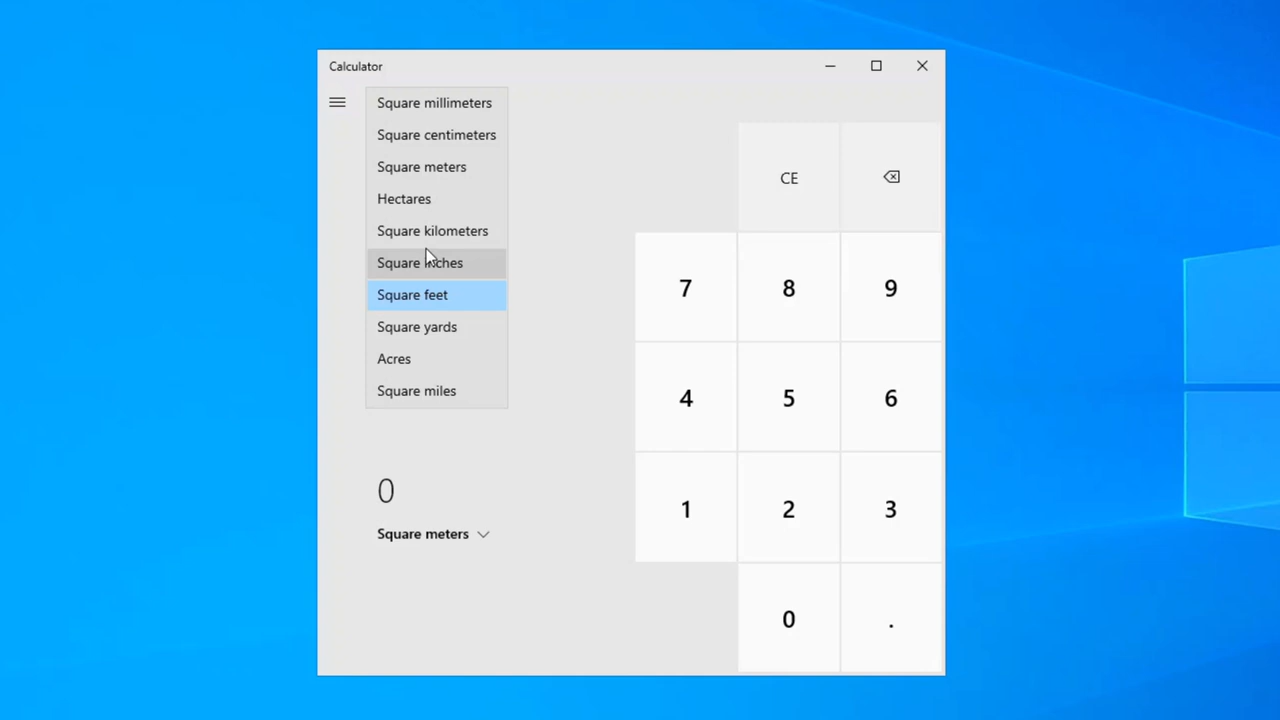 Calculator
Square millimeters
Square centimeters
Square meters
Hectares
Square kilometers
Square inches
Square feet
Square yards
Acres
Square miles
0
Square meters
CE
7 8 9
4 5 6
1 2 3
0 .